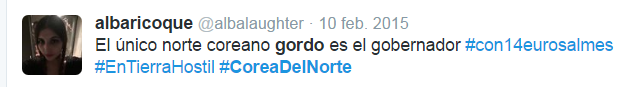 albaricoque @albalaughter · 10 feb. 2015
El único norte coreano gordo es el gobernador #con14eurosalmes
#EnTierraHostil #CoreaDelNorte